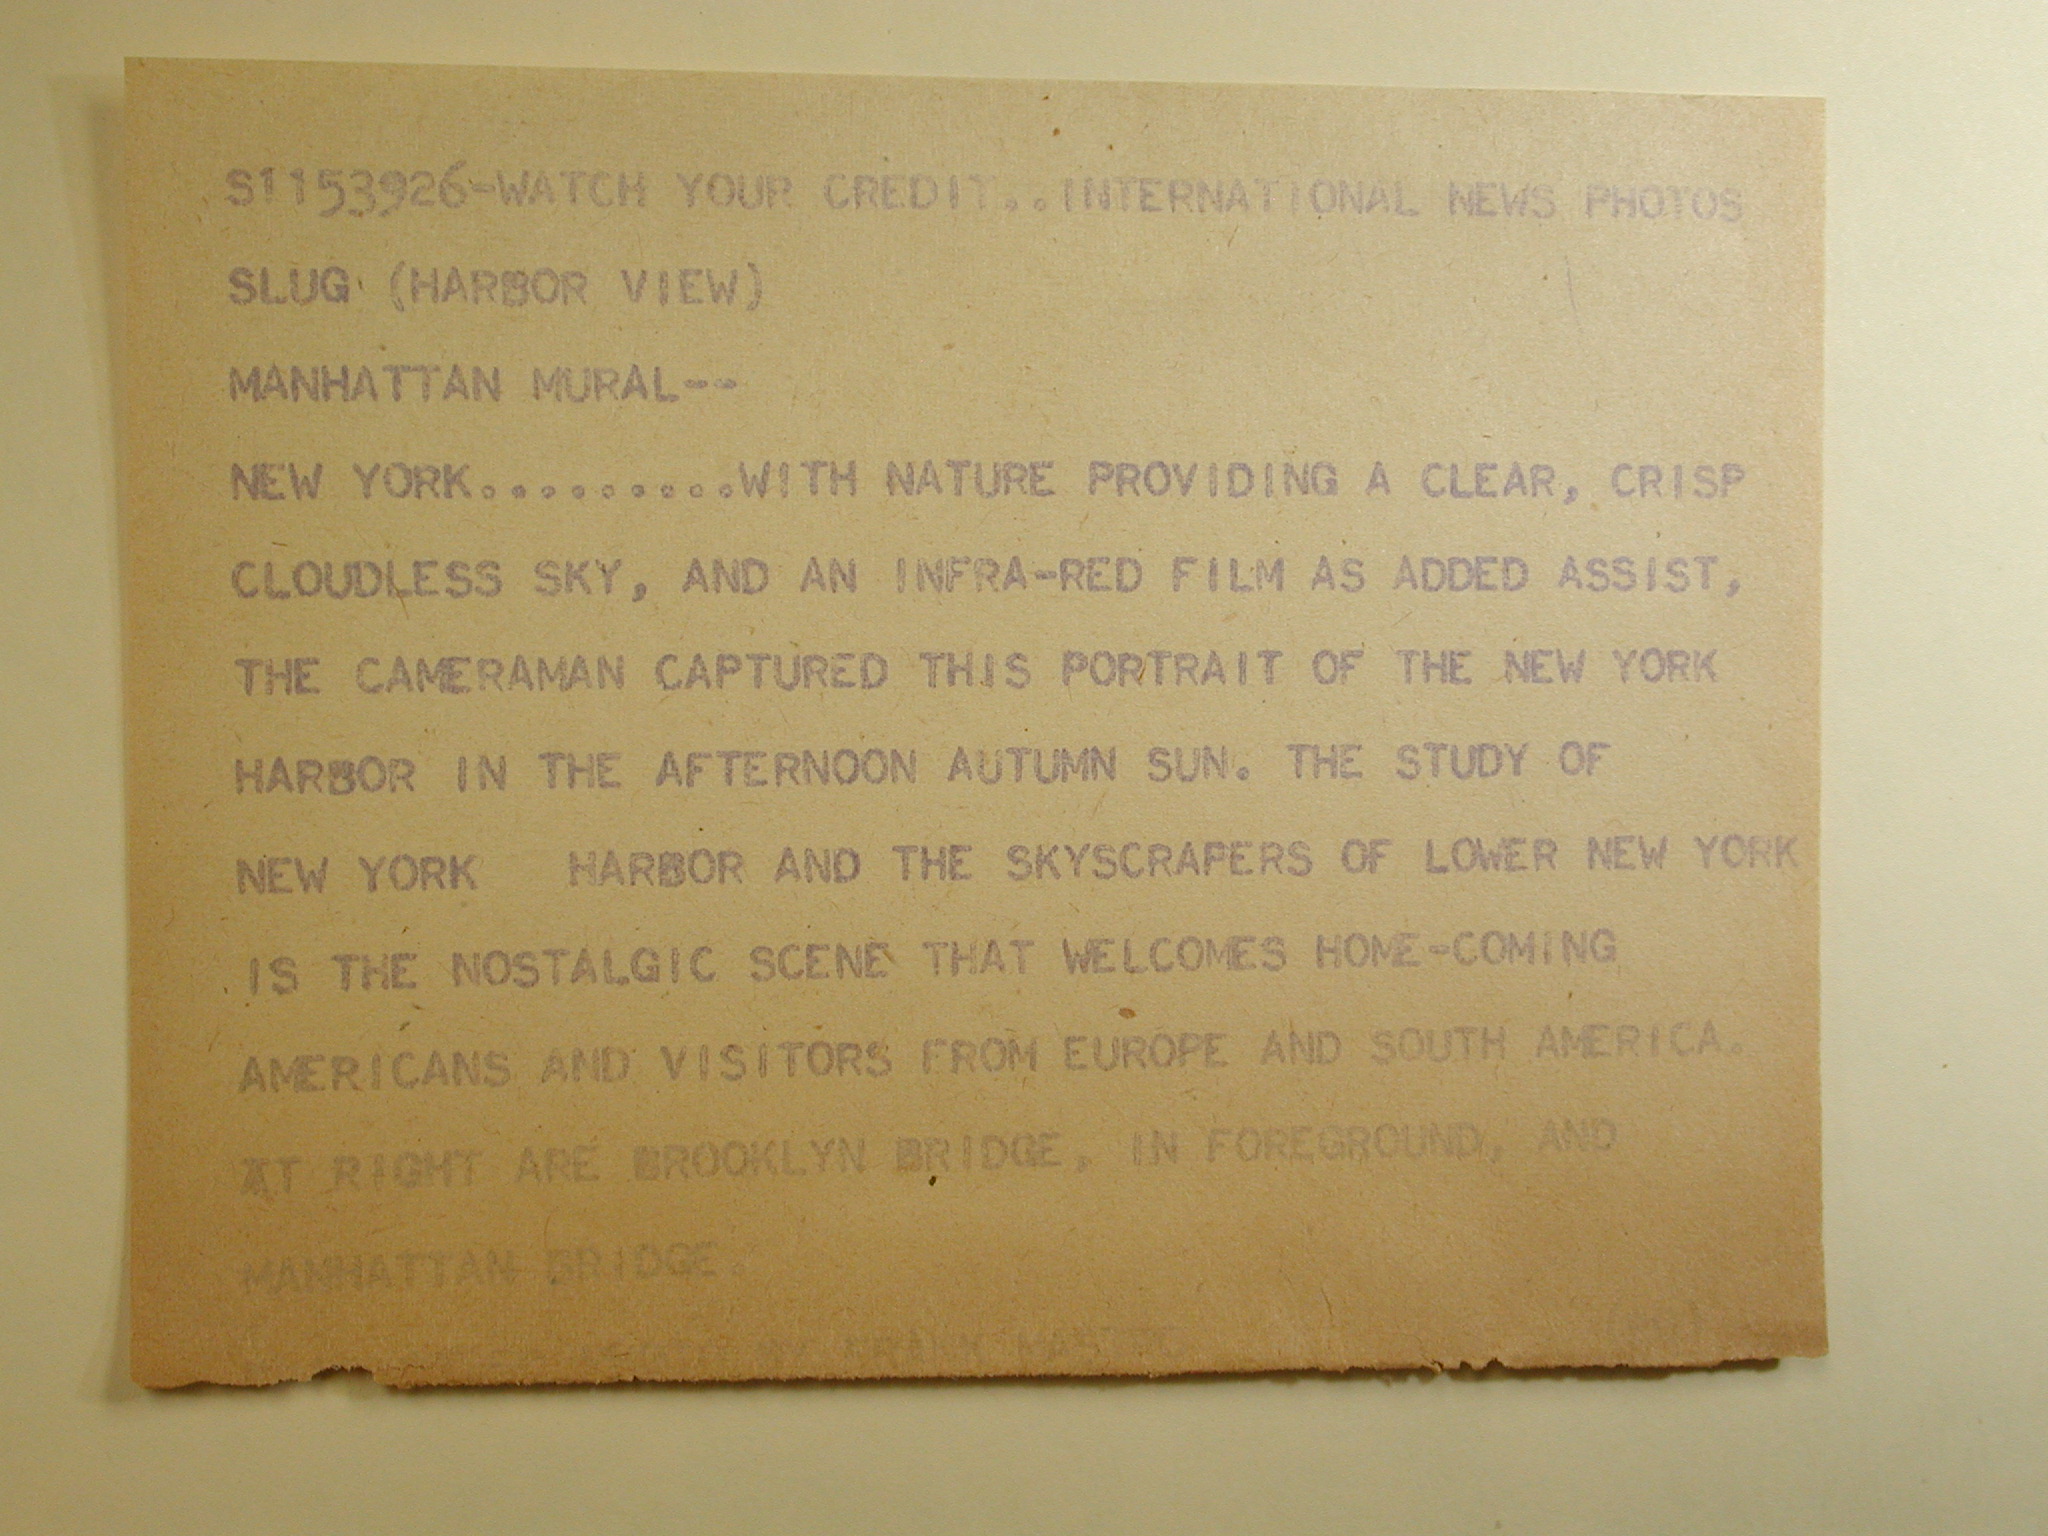 S1153926-WATCH YOUR CREDIT..INTERNATIONAL NEWS PHOTOS
SLUG (HARBOR VIEW)
MANHATTAN MURAL--
NEW YORK.........WITH NATURE PROVIDING A CLEAR, CRISP
CLOUDLESS SKY, AND AN INFRA-RED FILM AS ADDED ASSIST,
THE CAMERAMAN CAPTURED THIS PORTRAIT OF THE NEW YORK
HARBOR IN THE AFTERNOON AUTUMN SUN. THE STUDY OF
NEW YORK HARBOR AND THE SKYSCRAPERS OF LOWER NEW YORK
IS THE NOSTALGIC SCENE THAT WELCOMES HOME-COMING
AMERICANS AND VISITORS FROM EUROPE AND SOUTH AMERICA.
AT RIGHT ARE BROOKLYN BRIDGE, IN FOREGROUND, AND
MANHATTAN BRIDGE.